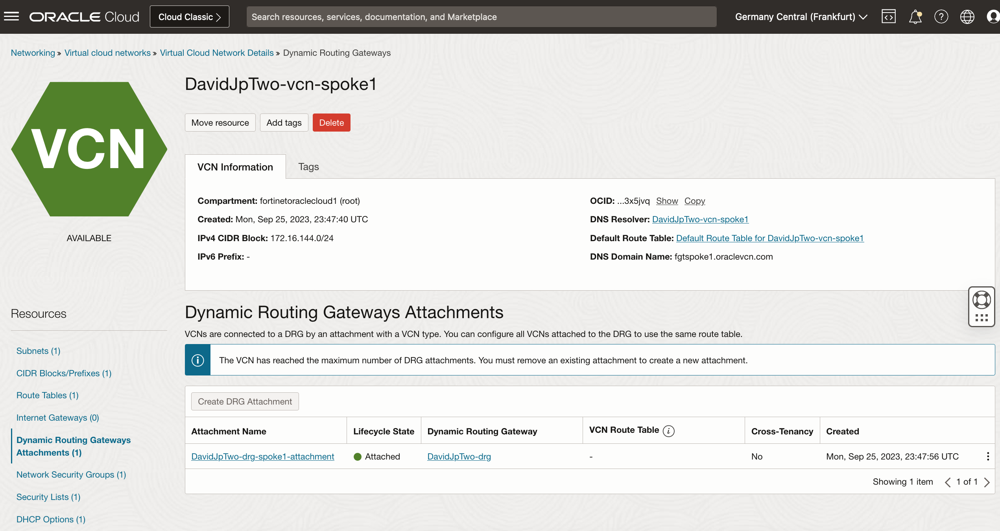 ORACLE Cloud
Cloud Classic
Search resources, services, documentation, and Marketplace
Germany Central (Frankfurt)
Networking » Virtual cloud networks » Virtual Cloud Network Details » Dynamic Routing Gateways
VCN
AVAILABLE
DavidJpTwo-vcn-spoke1
Move resource
Add tags
Delete
VCN Information
Tags
Compartment: fortinetoraclecloud1 (root)
Created: Mon, Sep 25, 2023, 23:47:40 UTC
IPv4 CIDR Block: 172.16.144.0/24
IPv6 Prefix: -
OCID: ...3x5jvq Show Copy
DNS Resolver: DavidJpTwo-vcn-spoke1
Default Route Table: Default Route Table for DavidJpTwo-vcn-spoke1
DNS Domain Name: fgtspoke1.oraclevcn.com
Resources
Subnets (1)
CIDR Blocks/Prefixes (1)
Route Tables (1)
Internet Gateways (0)
Dynamic Routing Gateways
Attachments (1)
Network Security Groups (1)
Security Lists (1)
DHCP Options (1)
Dynamic Routing Gateways Attachments
VCNs are connected to a DRG by an attachment with a VCN type. You can configure all VCNs attached to the DRG to use the same route table.
The VCN has reached the maximum number of DRG attachments. You must remove an existing attachment to create a new attachment.
Create DRG Attachment
Attachment Name Lifecycle State Dynamic Routing Gateway VCN Route Table Cross-Tenancy Created
DavidJpTwo-drg-spoke1-attachment Attached DavidJpTwo-drg - No Mon, Sep 25, 2023, 23:47:56 UTC
Showing 1 item 1 of 1